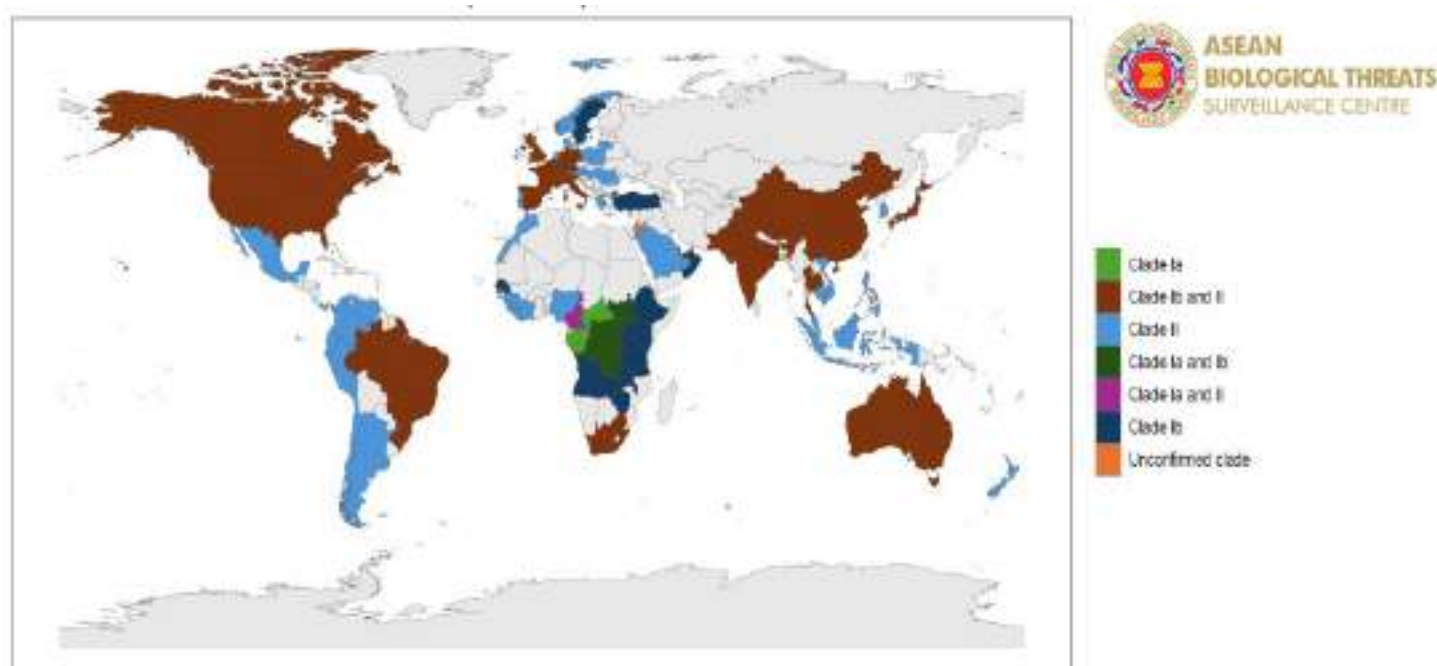 ASEAN
BIOLOGICAL THREATS
SURVEILLANCE CENTRE
Clade Ia
Clade Ib and II
Clade II
Clade Ia and Ib
Clade Ia and II
Clade Ib
Unconfirmed clade